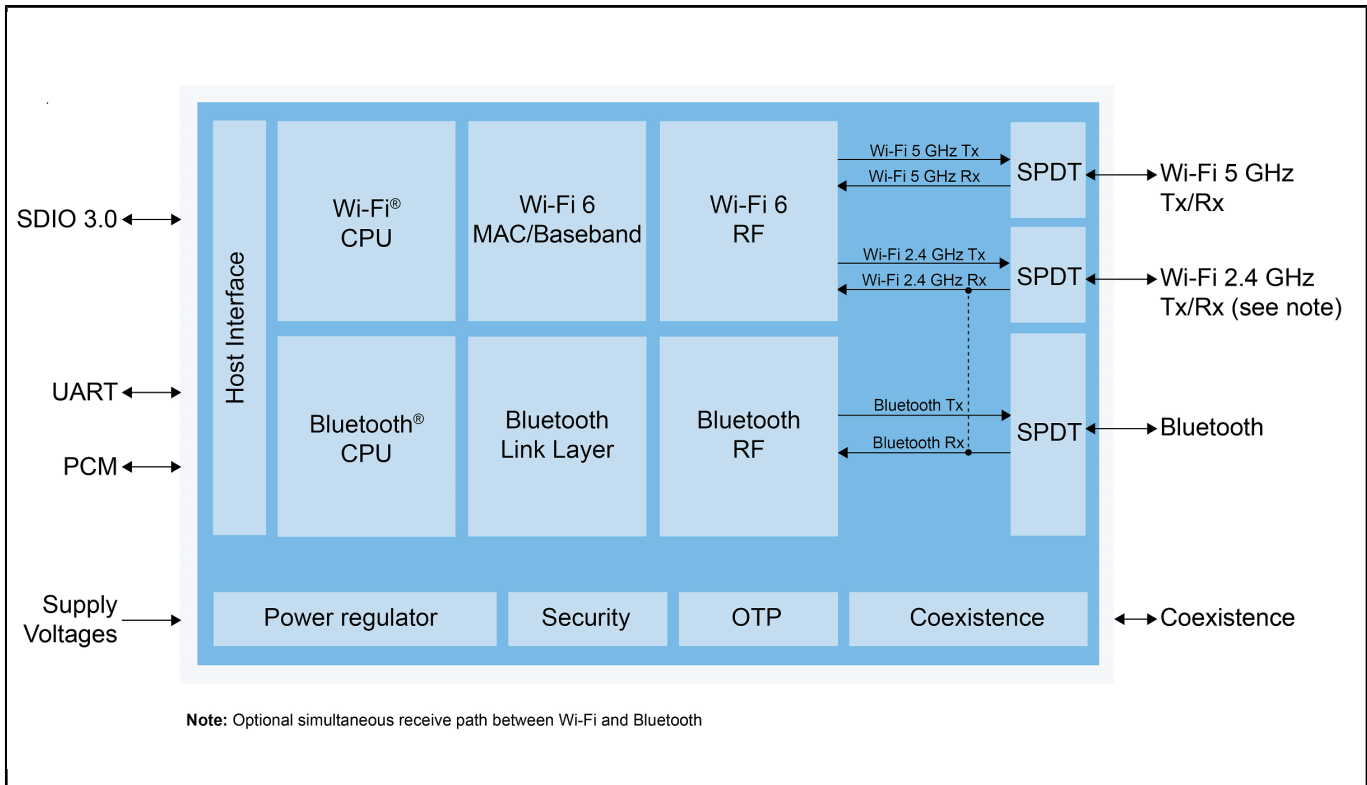 SDIO 3.0
UART
PCM
Supply
Voltages
Host Interface
Wi-Fi®
CPU
Wi-Fi 6
MAC/Baseband
Wi-Fi 6
RF
Bluetooth®
CPU
Bluetooth
Link Layer
Bluetooth
RF
Wi-Fi 5 GHz Tx
Wi-Fi 5 GHz Rx
Wi-Fi 2.4 GHz Tx
Wi-Fi 2.4 GHz Rx
Bluetooth Tx
Bluetooth Rx
SPDT
SPDT
SPDT
Wi-Fi 5 GHz
Tx/Rx
Wi-Fi 2.4 GHz
Tx/Rx (see note)
Bluetooth
Power regulator
Security
OTP
Coexistence
Coexistence
Note: Optional simultaneous receive path between Wi-Fi and Bluetooth